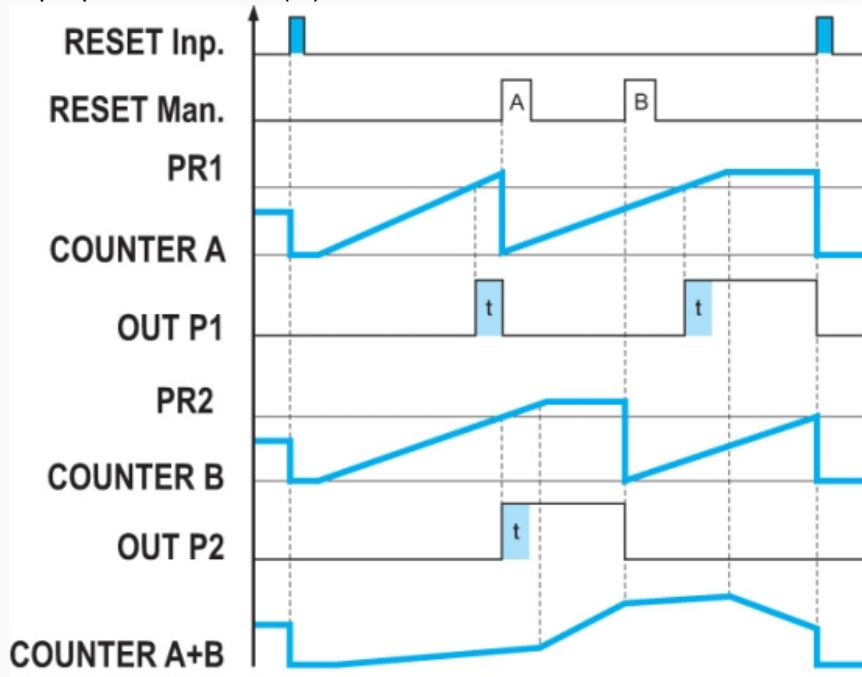 RESET Inp.
RESET Man.
A
B
PR1
COUNTER A
t
t
OUT P1
PR2
COUNTER B
t
OUT P2
COUNTER A+B